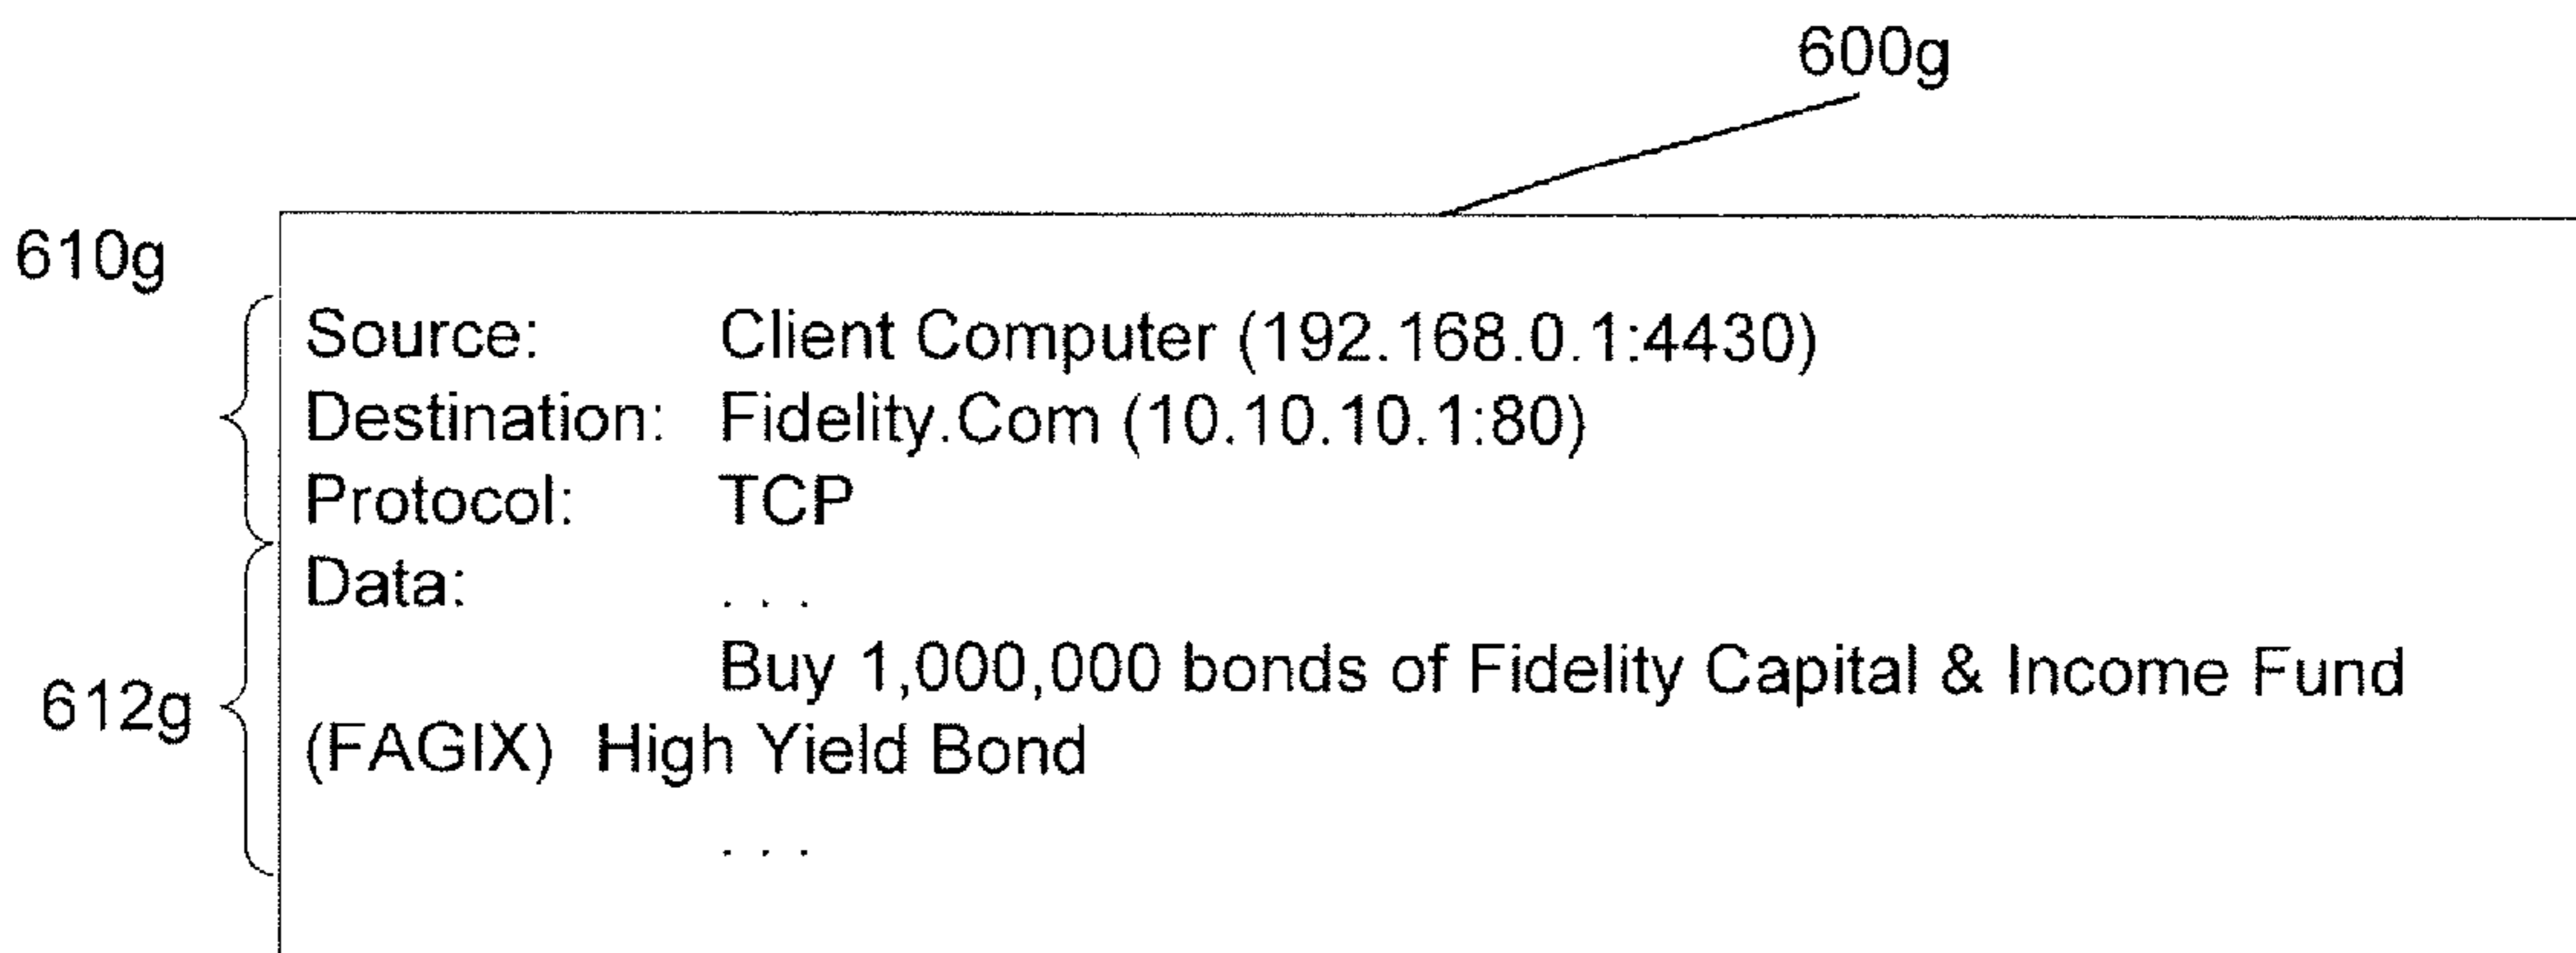 600g
610g
Source: Client Computer (192.168.0.1:4430)
Destination: Fidelity.Com (10.10.10.1:80)
Protocol: TCP
Data: . . .
Buy 1,000,000 bonds of Fidelity Capital & Income Fund
612g
(FAGIX) High Yield Bond
. . .